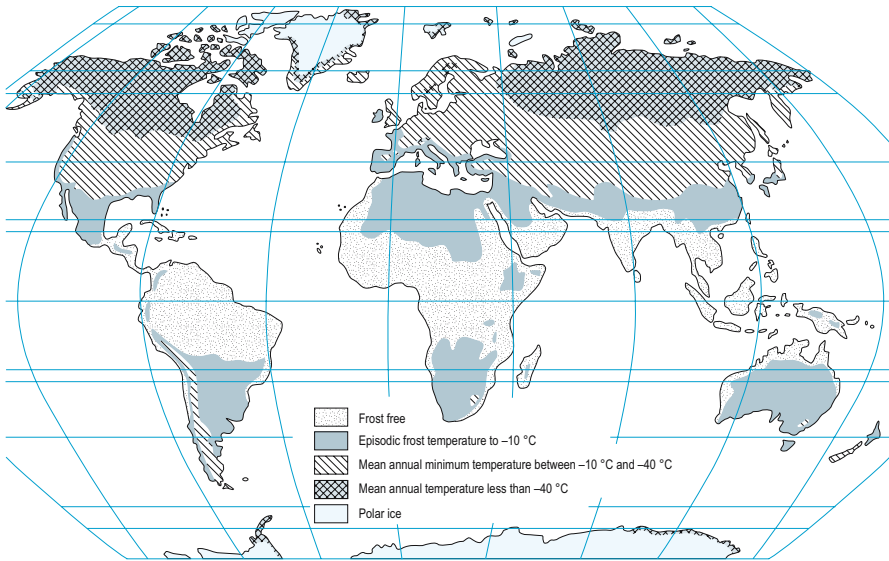 Frost free
Episodic frost temperature to –10 °C
Mean annual minimum temperature between –10 °C and –40 °C
Mean annual temperature less than –40 °C
Polar ice